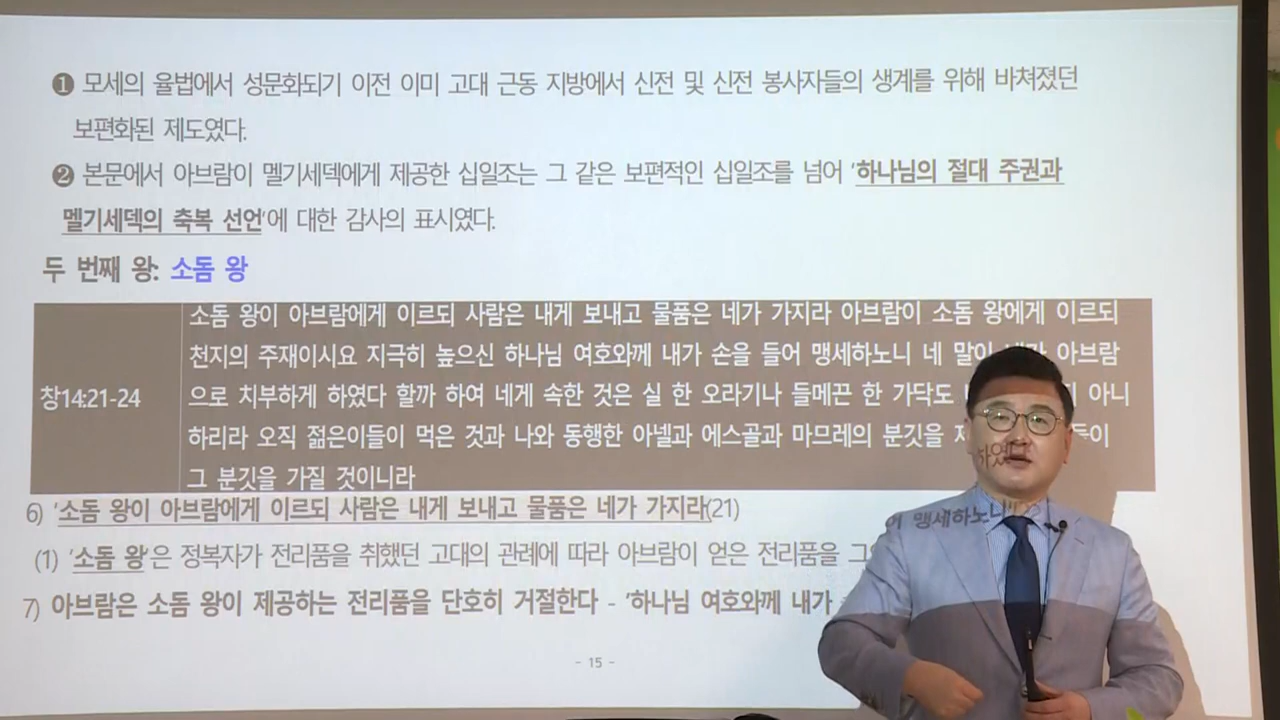 ❶ 모세의 율법에서 성문화되기 이전 이미 고대 근동 지방에서 신전 및 신전 봉사자들의 생계를 위해 바쳐졌던
보편화된 제도였다.
❷ 본문에서 아브람이 멜기세덱에게 제공한 십일조는 그 같은 보편적인 십일조를 넘어 '하나님의 절대 주권과
멜기세덱의 축복 선언'에 대한 감사의 표시였다.
두 번째 왕: 소돔 왕
소돔 왕이 아브람에게 이르되 사람은 내게 보내고 물품은 네가 가지라 아브람이 소돔 왕에게 이르되
천지의 주재이시요 지극히 높으신 하나님 여호와께 내가 손을 들어 맹세하노니 네 말이 내가 아브람
창14:21-24
으로 치부하게 하였다 할까 하여 네게 속한 것은 실 한 오라기나 들메끈 한 가닥도 아니
하리라 오직 젊은이들이 먹은 것과 나와 동행한 아넬과 에스골과 마므레의 분깃을
그 분깃을 가질 것이니라
6) '소돔 왕이 아브람에게 이르되 사람은 내게 보내고 물품은 네가 가지라(21)
(1) '소돔 왕'은 정복자가 전리품을 취했던 고대의 관례에 따라 아브람이 얻은 전리품을
7) 아브람은 소돔 왕이 제공하는 전리품을 단호히 거절한다 - '하나님 여호와께 내가
- 15 -
맹세하노니